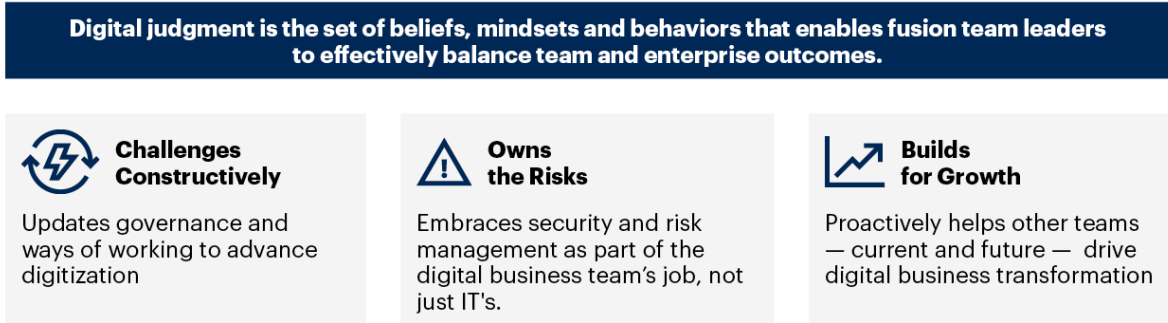 Digital judgment is the set of beliefs, mindsets and behaviors that enables fusion team leaders
to effectively balance team and enterprise outcomes.
Challenges
Constructively
Updates governance and
ways of working to advance
digitization
Owns
the Risks
Embraces security and risk
management as part of the
digital business team’s job, not
just IT's.
Builds
for Growth
Proactively helps other teams
— current and future — drive
digital business transformation